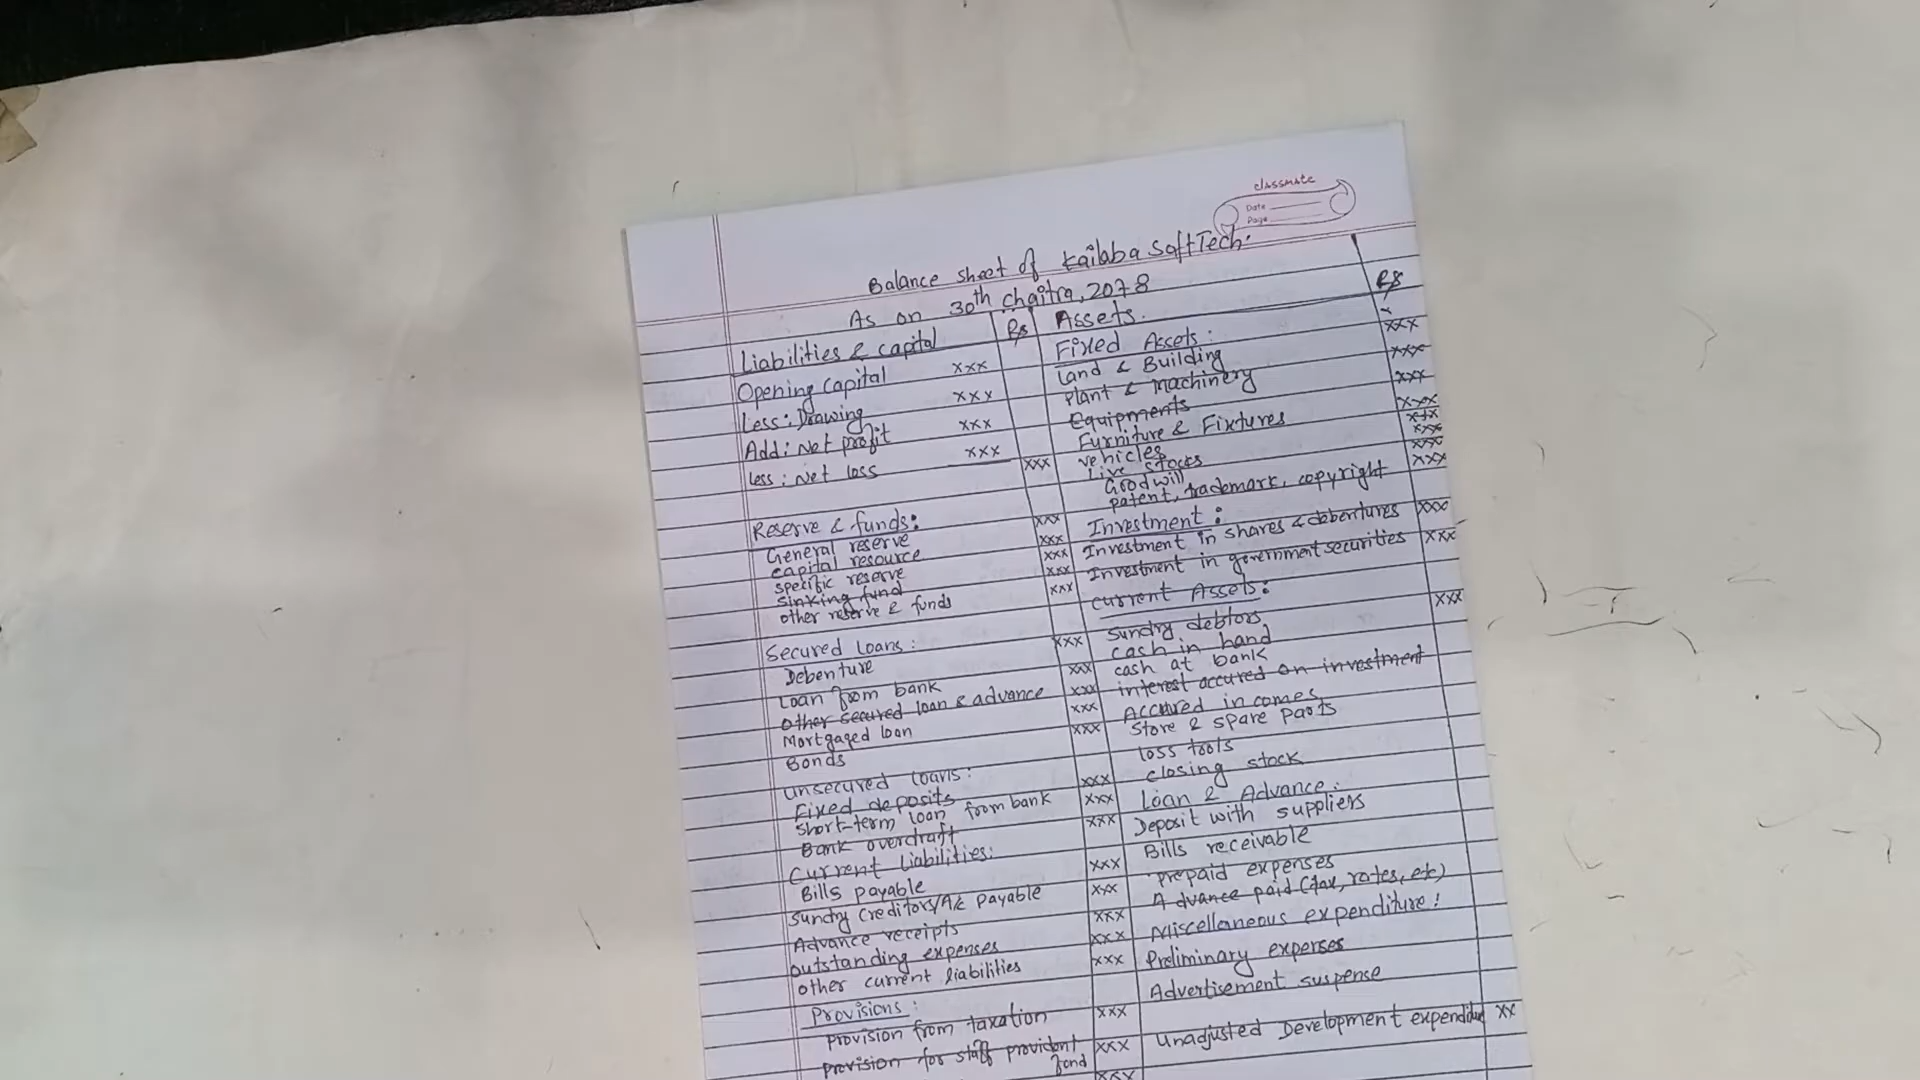 classmate
Date
Page
Balance sheet of Kailaba SoftTech.
As on 30th chaitra, 2078
Liabilities & capital Rs Assets. Rs
Opening capital xxx
Less: Drawing xxx
Add: Net profit xxx
Less: Net loss xxx xxx
Reserve & funds: xxx
General reserve xxx
capital resource xxx
specific reserve xxx
sinking fund xxx
other reserve & funds
Secured loans: xxx
Debenture
Loan from bank xxx
other secured loan & advance xxx
Mortgaged loan xxx
Bonds xxx
unsecured loans:
Fixed deposits xxx
short-term loan from bank xxx
Bank overdraft xxx
Current liabilities:
Bills payable xxx
sundry creditors/A/c payable xxx
Advance receipts xxx
outstanding expenses xxx
other current liabilities xxx
Provisions:
provision from taxation xxx
provision for staff provident fund xxx
xxx
Fixed Assets:
Land & Building xxx
plant & machinery xxx
Equipments xxx
Furniture & Fixtures xxx
vehicles xxx
Live stocks xxx
Goodwill xxx
patent, trademark, copyright xxx
Investment:
Investment in shares & debentures xxx
Investment in government securities xxx
current Assets:
sundry debtors xxx
cash in hand
cash at bank
interest accured on investment
Accured incomes
Store & spare parts
loss tools
closing stock
Loan & Advance:
Deposit with suppliers
Bills receivable
prepaid expenses
Advance paid (tax, rates, etc)
Miscellaneous expenditure:
Preliminary expenses
Advertisement suspense
Unadjusted Development expenditure xx